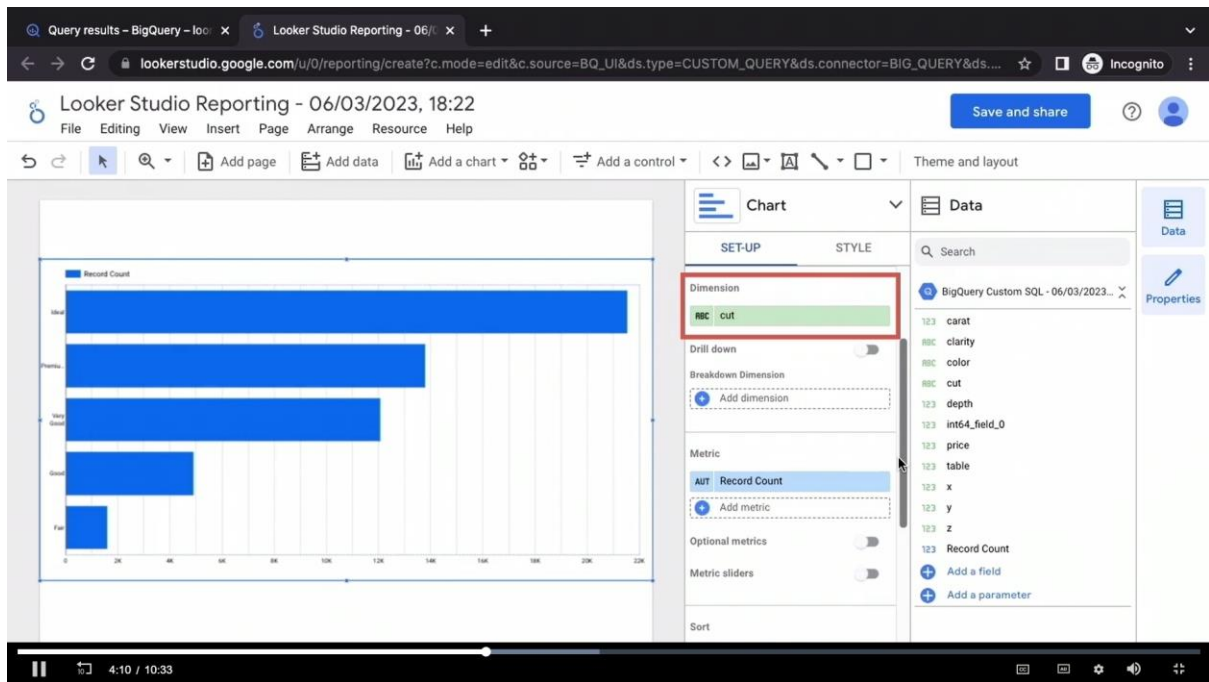 Query results – BigQuery – loo
Looker Studio Reporting - 06/0
lookerstudio.google.com/u/0/reporting/create?c.mode=edit&c.source=BQ_UI&ds.type=CUSTOM_QUERY&ds.connector=BIG_QUERY&ds....
Incognito
Looker Studio Reporting - 06/03/2023, 18:22
File Editing View Insert Page Arrange Resource Help
Save and share
Add page
Add data
Add a chart
Add a control
Theme and layout
Record Count
Ideal
Premiu..
Very
Good
Good
Fair
0 2K 4K 6K 8K 10K 12K 14K 16K 18K 20K 22K
Chart
SET-UP STYLE
Dimension
ABC cut
Drill down
Breakdown Dimension
Add dimension
Metric
AUT Record Count
Add metric
Optional metrics
Metric sliders
Sort
Data
Search
BigQuery Custom SQL - 06/03/2023...
123 carat
ABC clarity
ABC color
ABC cut
123 depth
123 int64_field_0
123 price
123 table
123 x
123 y
123 z
123 Record Count
Add a field
Add a parameter
Data
Properties
10
4:10 / 10:33